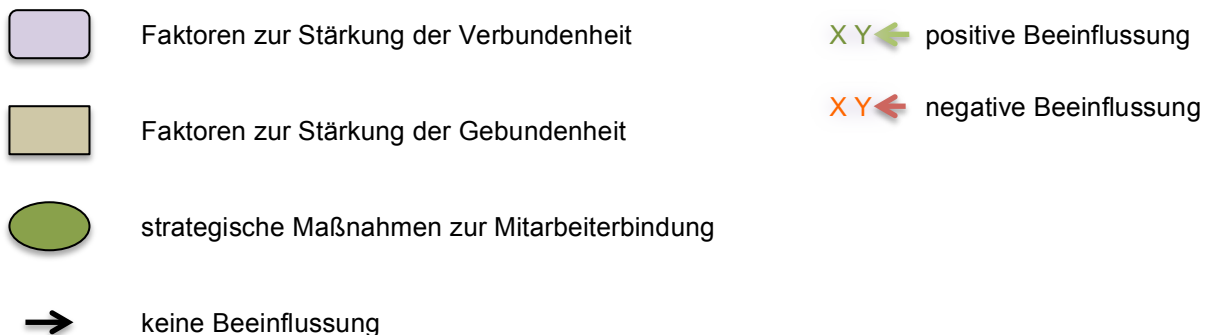 Faktoren zur Stärkung der Verbundenheit
Faktoren zur Stärkung der Gebundenheit
strategische Maßnahmen zur Mitarbeiterbindung
keine Beeinflussung
X Y positive Beeinflussung
X Y negative Beeinflussung